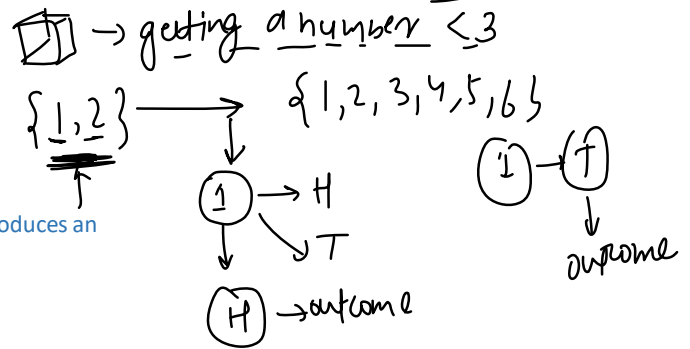 → getting a number < 3
{1,2} → {1,2,3,4,5,6}
1 → H
T
1 → T
oduces an
outcome
H → outcome